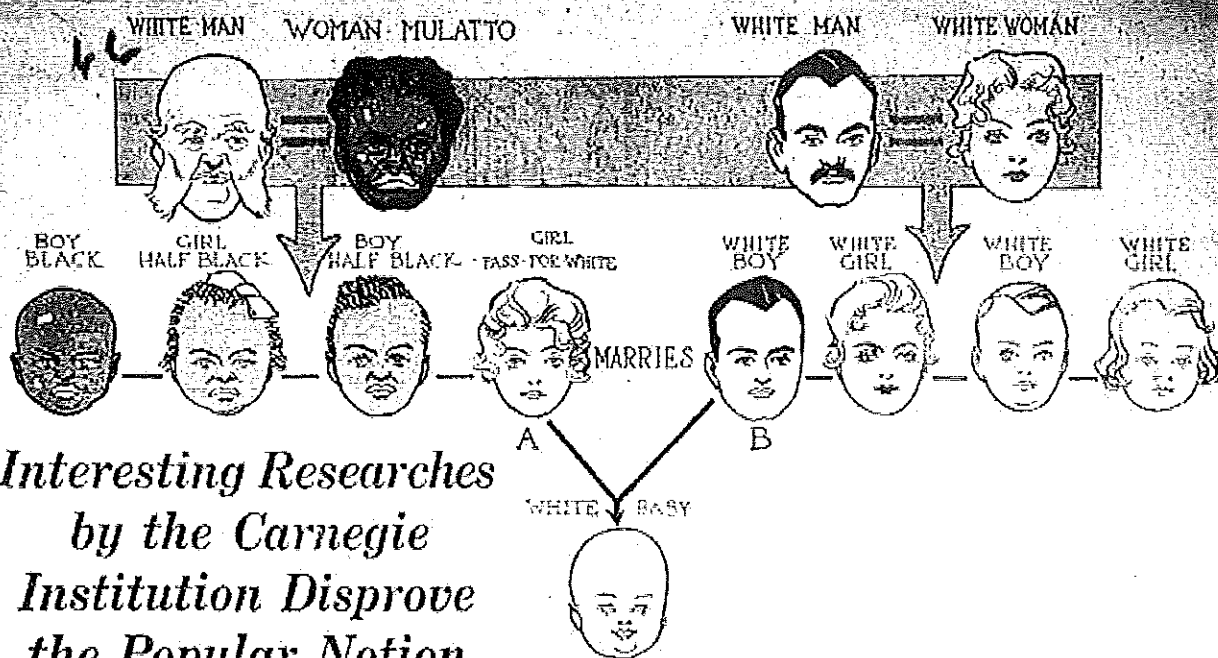 46
WHITE MAN
WOMAN MULATTO
WHITE MAN
WHITE WOMAN
BOY
BLACK
GIRL
HALF BLACK
BOY
HALF BLACK
GIRL
PASS-FOR-WHITE
WHITE
BOY
WHITE
GIRL
WHITE
BOY
WHITE
GIRL
MARRIES
A
B
WHITE BABY
Interesting Researches
by the Carnegie
Institution Disprove
the Popular Notion